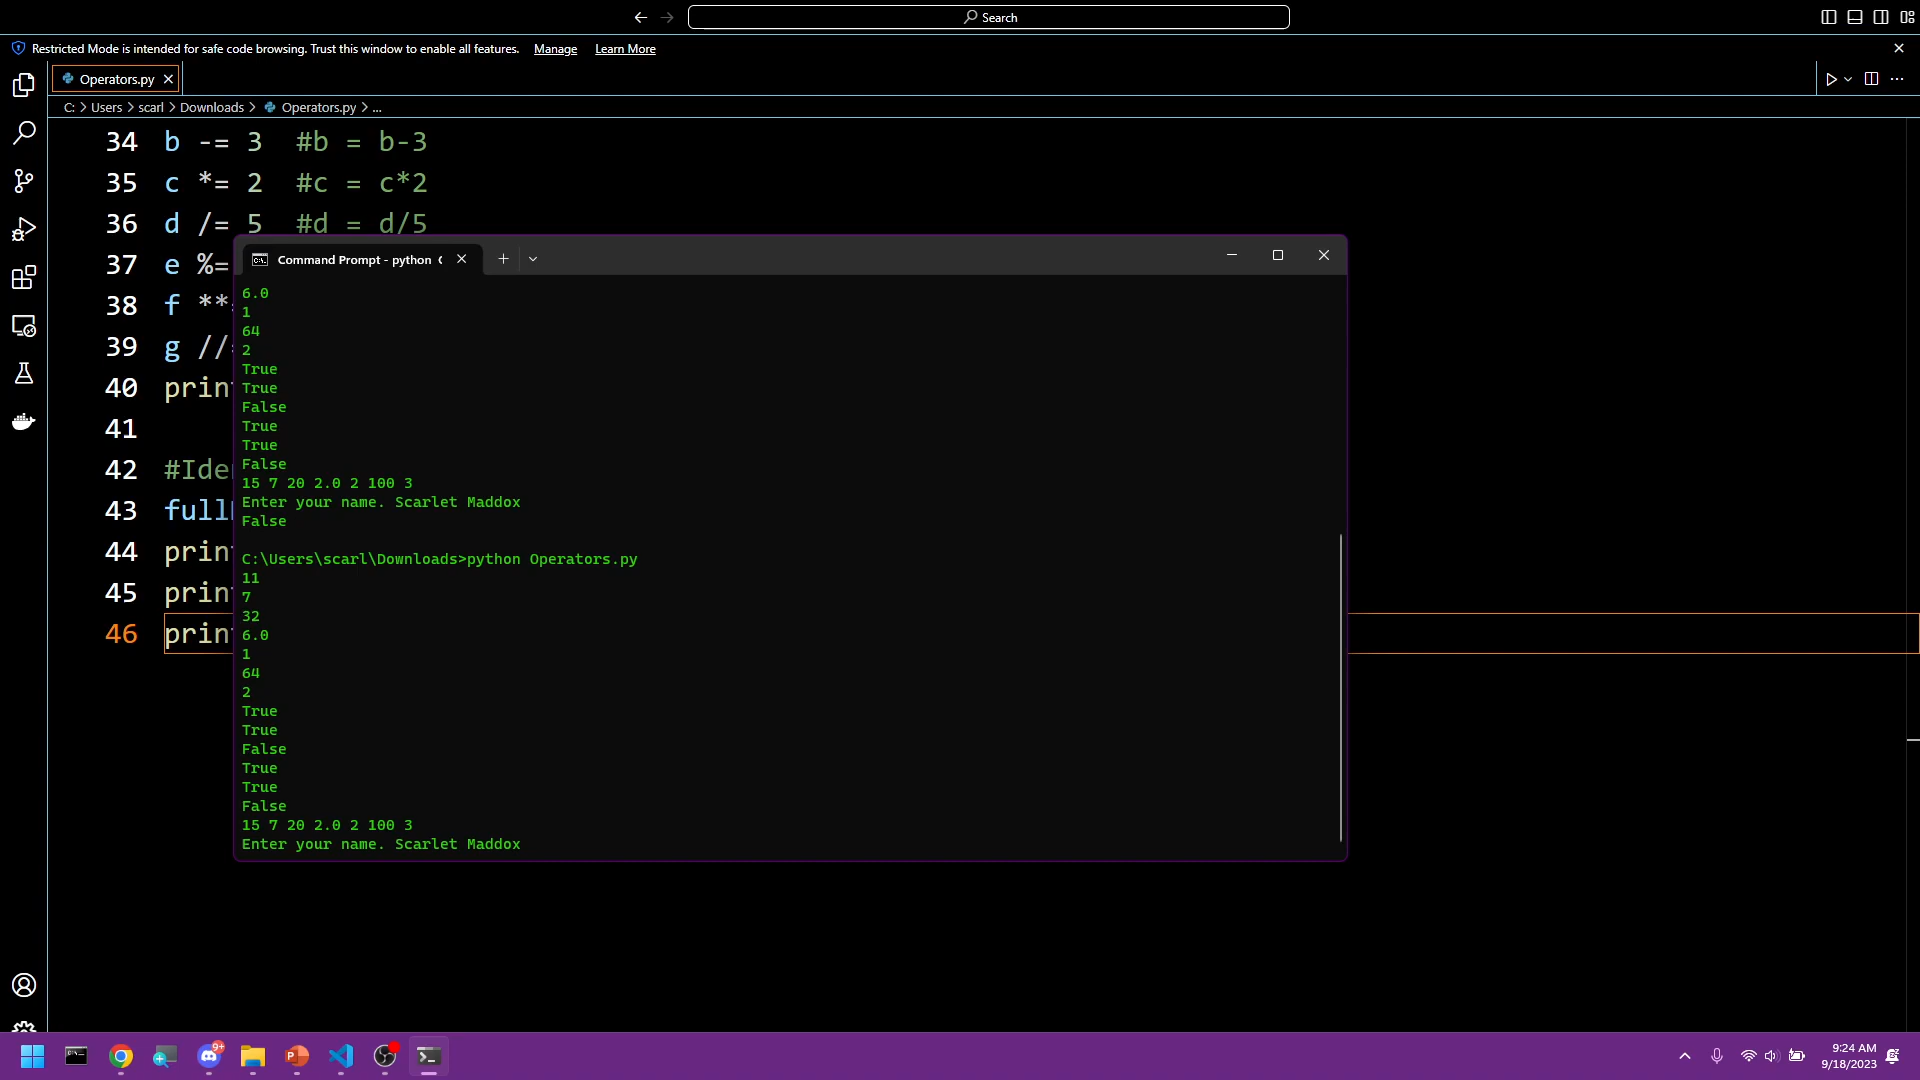 Search
Restricted Mode is intended for safe code browsing. Trust this window to enable all features. Manage Learn More
Operators.py
C: > Users > scarl > Downloads > Operators.py > ...
34 b -= 3 #b = b-3
35 c *= 2 #c = c*2
36 d /= 5 #d = d/5
37 e %=
38 f **
39 g //
40 prin
41
42 #Ide
43 full
44 prin
45 prin
46 prin
Command Prompt - python
6.0
1
64
2
True
True
False
True
True
False
15 7 20 2.0 2 100 3
Enter your name. Scarlet Maddox
False
C:\Users\scarl\Downloads>python Operators.py
11
7
32
6.0
1
64
2
True
True
False
True
True
False
15 7 20 2.0 2 100 3
Enter your name. Scarlet Maddox
9+
9:24 AM
9/18/2023